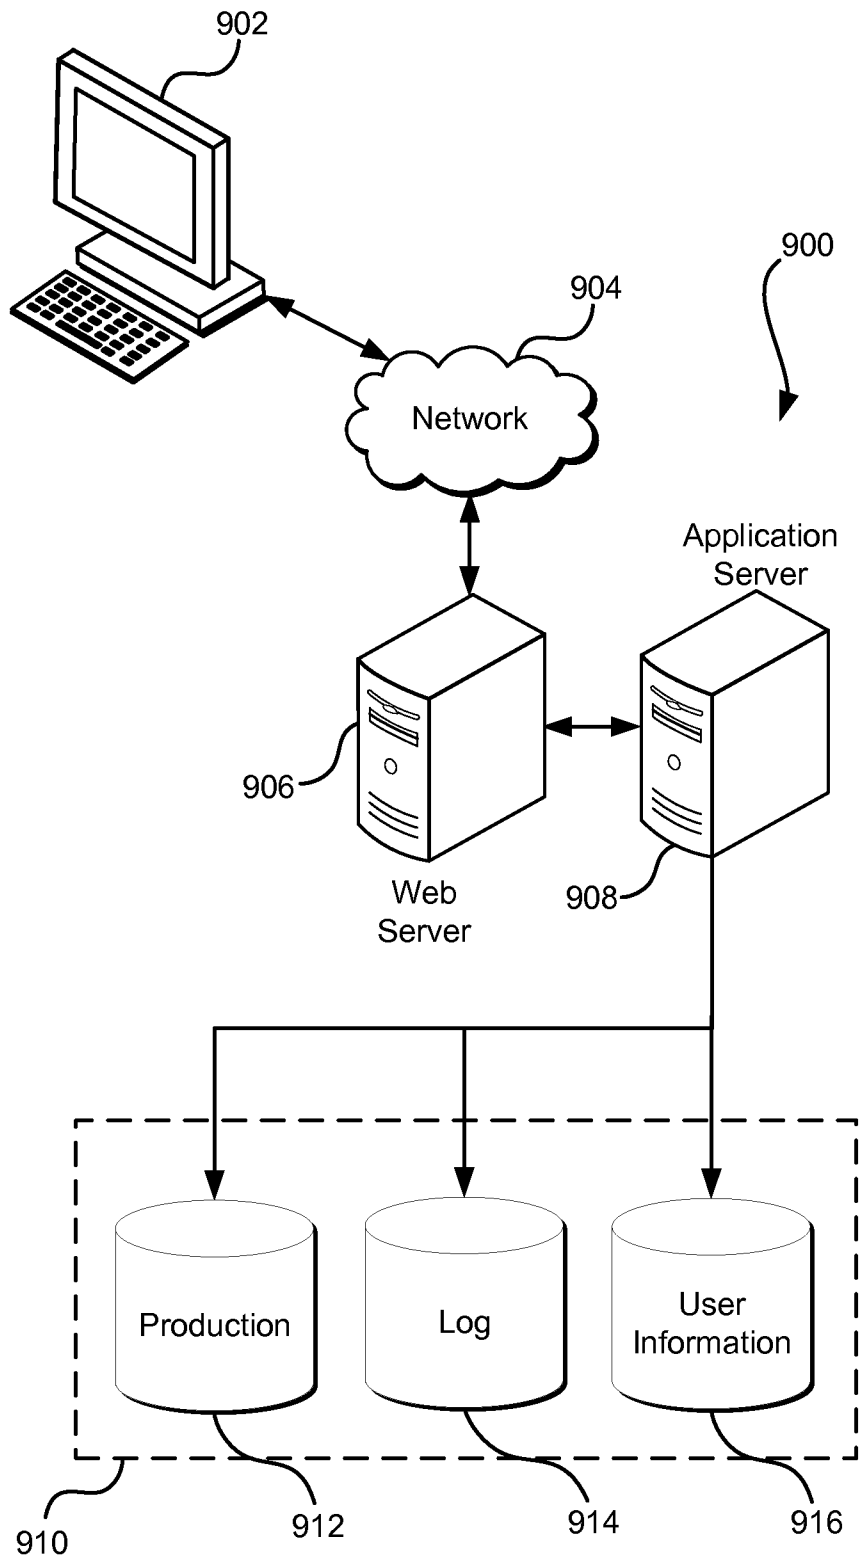 902
900
904
Network
Application
Server
906
Web
Server
908
Production
Log
User
Information
910
912
914
916